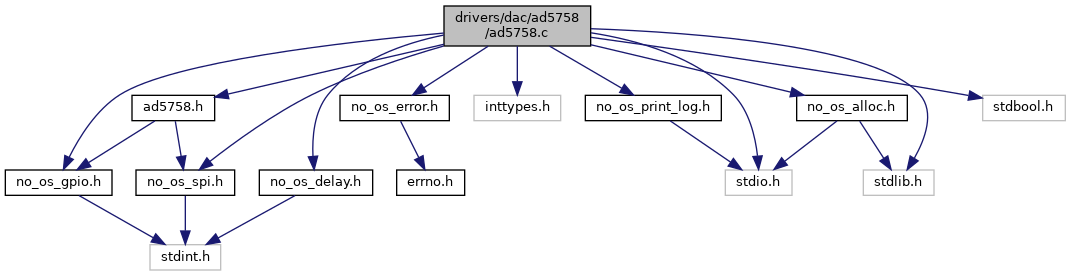 drivers/dac/ad5758
/ad5758.c
ad5758.h
no_os_error.h
inttypes.h
no_os_print_log.h
no_os_alloc.h
stdbool.h
no_os_gpio.h
no_os_spi.h
no_os_delay.h
errno.h
stdio.h
stdlib.h
stdint.h